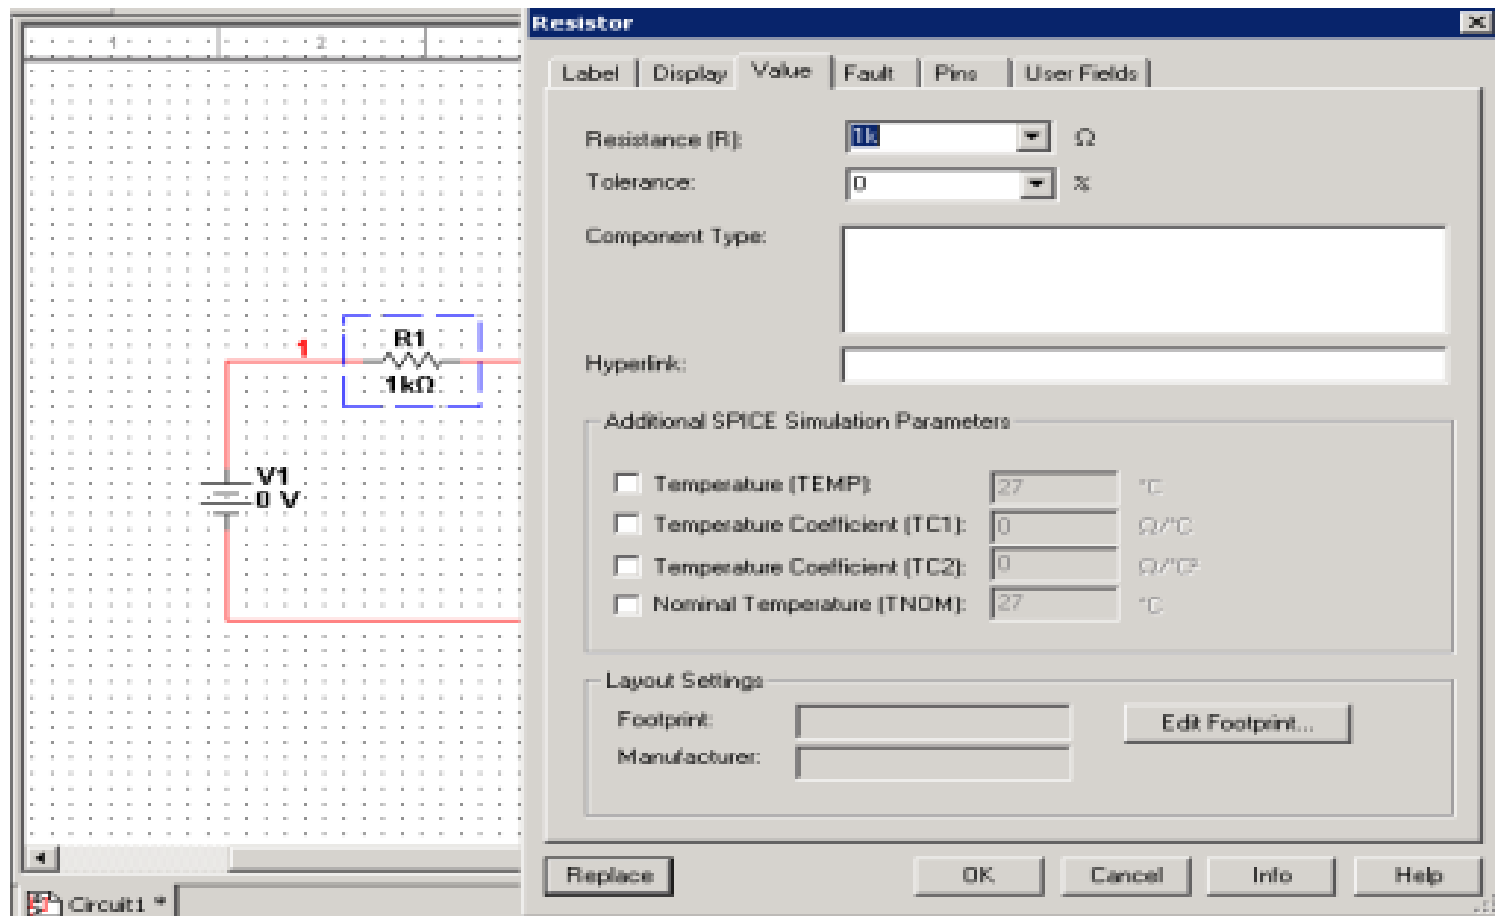 Resistor
1 2
Label Display Value Fault Pins User Fields
Resistance (R): 1k Ω
Tolerance: 0 %
Component Type:
Hyperlink:
1
R1
1kΩ
V1
0 V
Additional SPICE Simulation Parameters
Temperature (TEMP): 27 °C
Temperature Coefficient (TC1): 0 Ω/°C
Temperature Coefficient (TC2): 0 Ω/°C²
Nominal Temperature (TNOM): 27 °C
Layout Settings
Footprint: Edit Footprint...
Manufacturer:
Replace OK Cancel Info Help
Circuit1 *